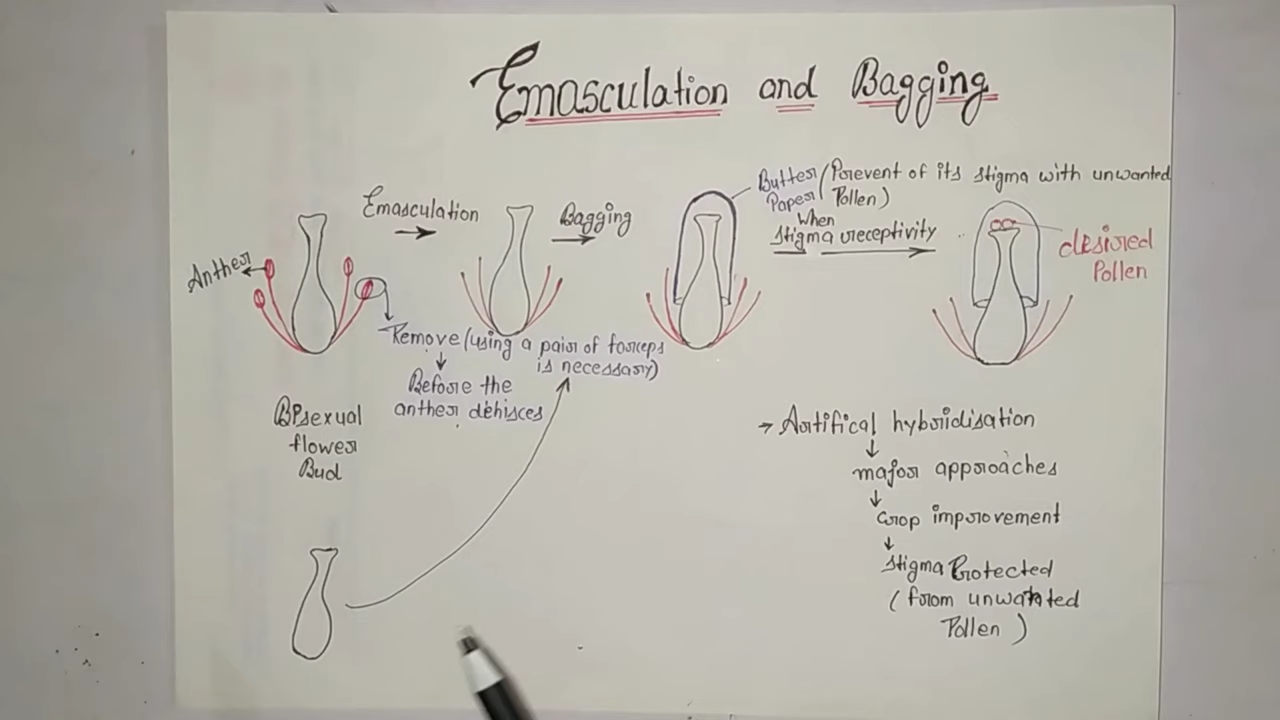 Emasculation and Bagging
Emasculation
Bagging
Butter
Paper
(Prevent of its stigma with unwanted
Pollen)
When
Stigma receptivity
desired
Pollen
Anther
Remove (using a pair of forceps
is necessary)
Before the
anther dehisces
Bisexual
flower
Bud
→ Artifical hybridisation
↓
major approaches
↓
crop improvement
↓
Stigma Protected
(from unwanted
Pollen)